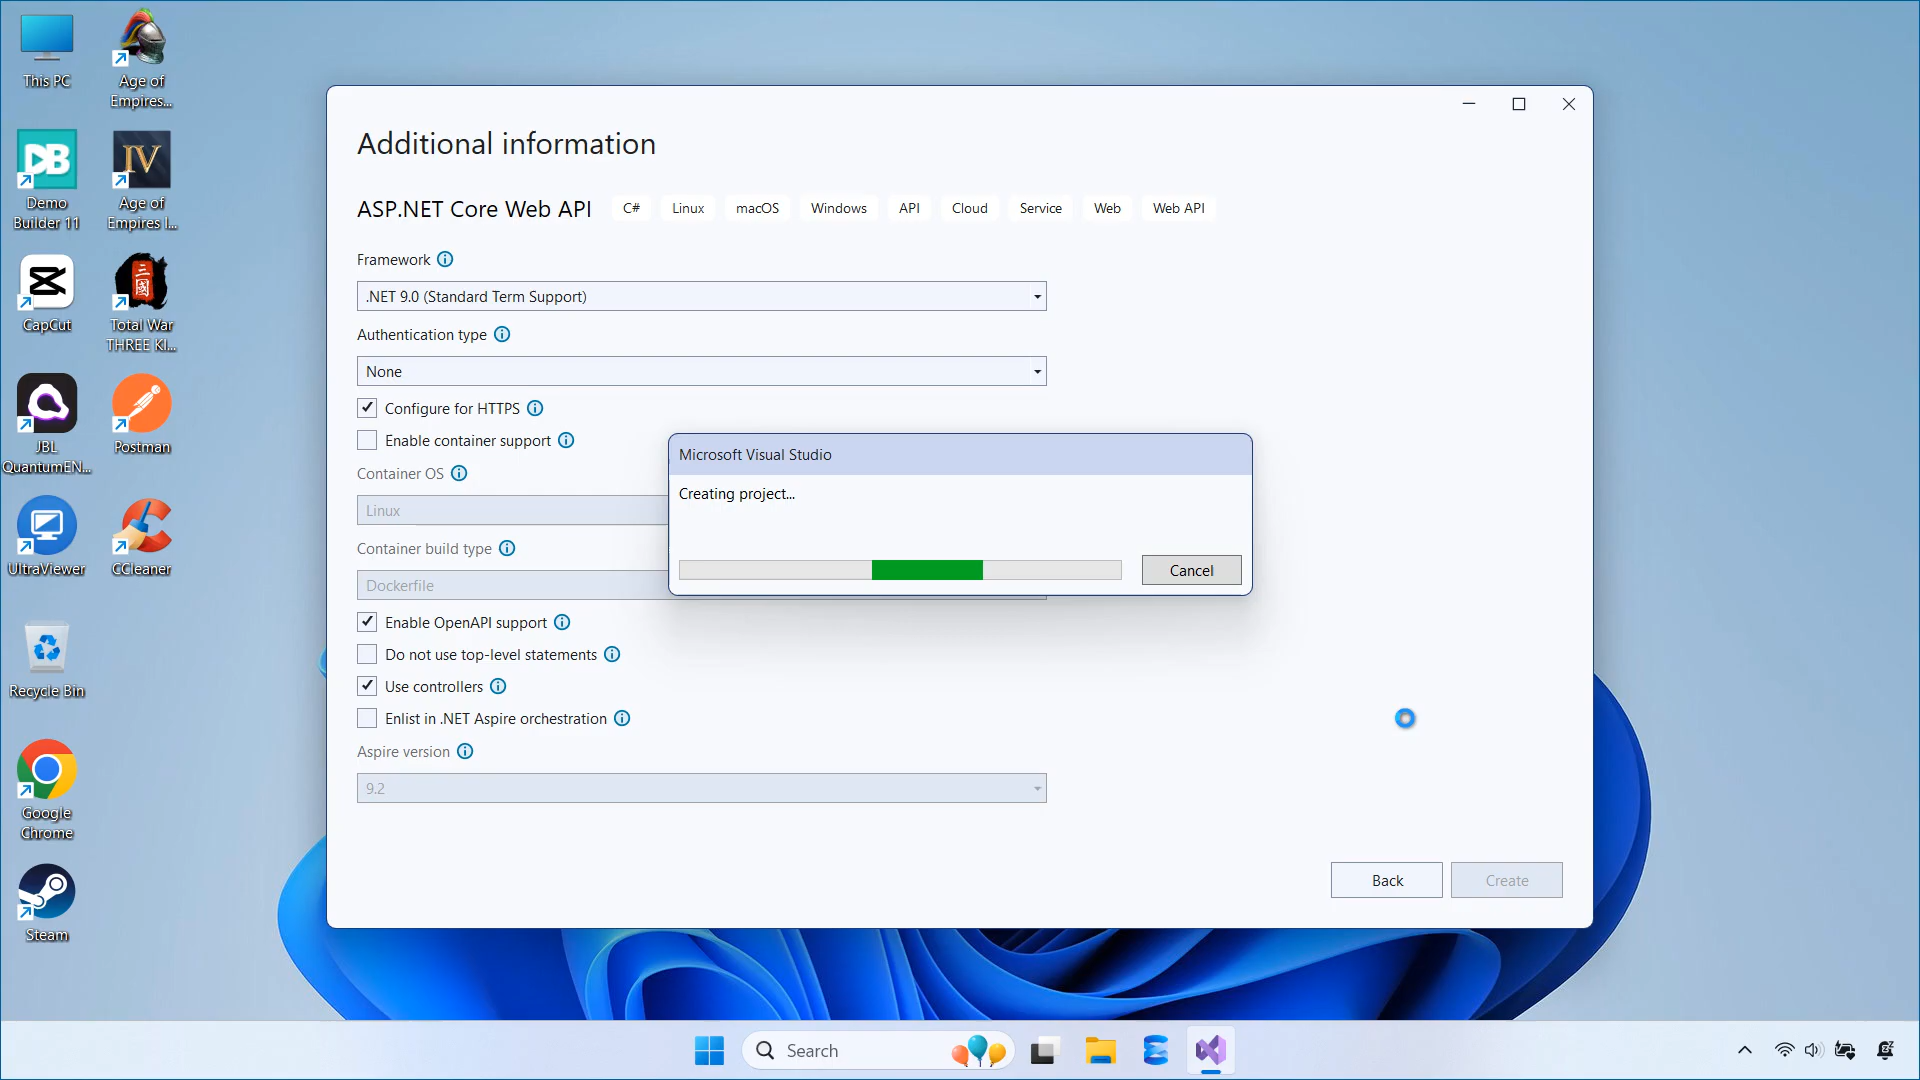 This PC
Age of
Empires...
Demo
Builder 11
Age of
Empires I...
CapCut
Total War
THREE KI...
JBL
QuantumEN...
Postman
UltraViewer
CCleaner
Recycle Bin
Google
Chrome
Steam
Additional information
ASP.NET Core Web API
C#
Linux
macOS
Windows
API
Cloud
Service
Web
Web API
Framework
.NET 9.0 (Standard Term Support)
Authentication type
None
Configure for HTTPS
Enable container support
Container OS
Linux
Container build type
Dockerfile
Enable OpenAPI support
Do not use top-level statements
Use controllers
Enlist in .NET Aspire orchestration
Aspire version
9.2
Microsoft Visual Studio
Creating project...
Cancel
Back
Create
Search